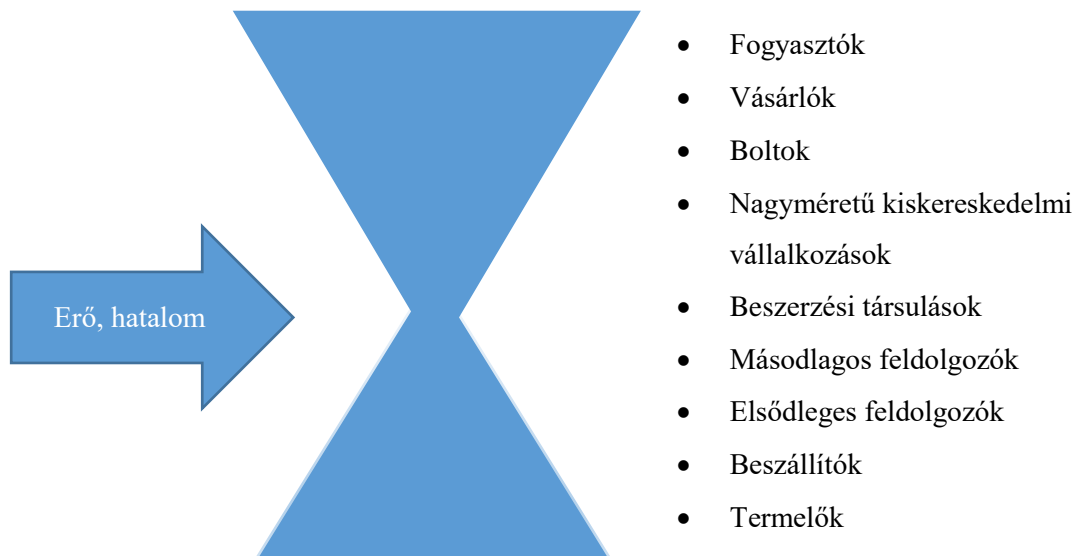 Erő, hatalom
• Fogyasztók
• Vásárlók
• Boltok
• Nagyméretű kiskereskedelmi
vállalkozások
• Beszerzési társulások
• Másodlagos feldolgozók
• Elsődleges feldolgozók
• Beszállítók
• Termelők